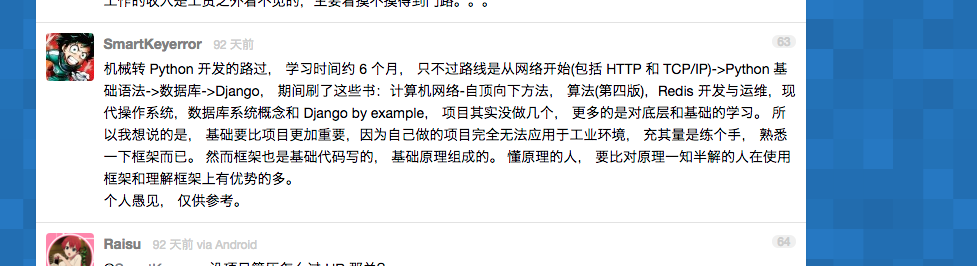 工作的收入是工资之外看不见的，主要看摸不摸得到门路。。。
SmartKeyerror 92 天前 63
机械转 Python 开发的路过， 学习时间约 6 个月， 只不过路线是从网络开始(包括 HTTP 和 TCP/IP)->Python 基
础语法->数据库->Django， 期间刷了这些书：计算机网络-自顶向下方法， 算法(第四版)，Redis 开发与运维，现
代操作系统，数据库系统概念和 Django by example， 项目其实没做几个， 更多的是对底层和基础的学习。 所
以我想说的是， 基础要比项目更加重要，因为自己做的项目完全无法应用于工业环境， 充其量是练个手， 熟悉
一下框架而已。 然而框架也是基础代码写的， 基础原理组成的。 懂原理的人， 要比对原理一知半解的人在使用
框架和理解框架上有优势的多。
个人愚见， 仅供参考。
Raisu 92 天前 via Android 64